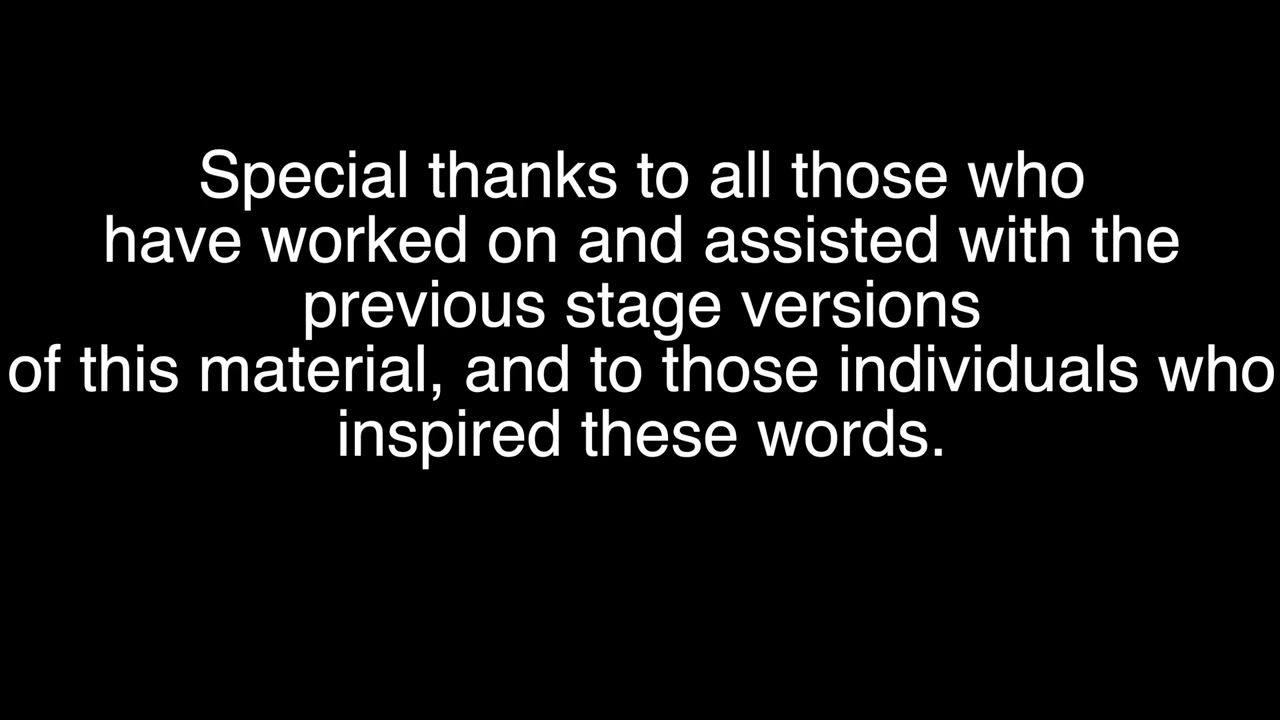 Special thanks to all those who
have worked on and assisted with the
previous stage versions
of this material, and to those individuals who
inspired these words.